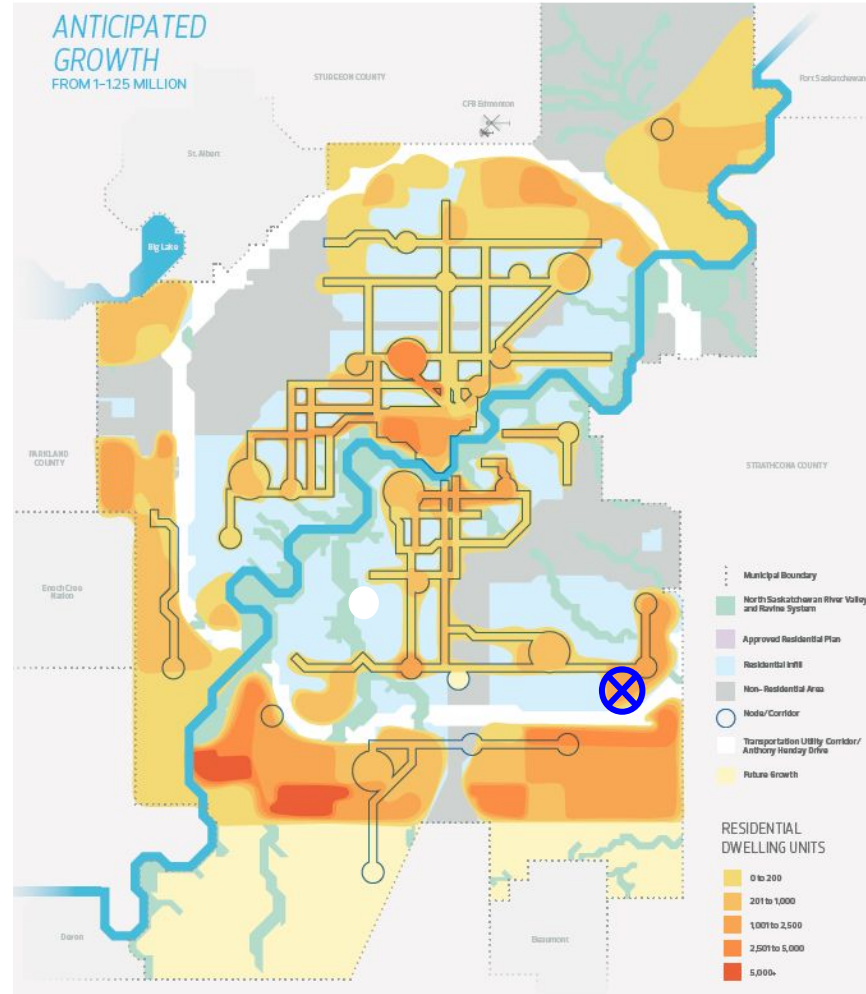 ANTICIPATED
GROWTH
FROM 1-1.25 MILLION
STURGEON COUNTY
Fort Saskatchewan
CFB Edmonton
St. Albert
Big Lake
PARKLAND
COUNTY
STRATHCONA COUNTY
Enoch Cree
Nation
Municipal Boundary
North Saskatchewan River Valley
and Ravine System
Approved Residential Plan
Residential Infill
Non-Residential Area
Node/Corridor
Transportation Utility Corridor/
Anthony Henday Drive
Future Growth
RESIDENTIAL
DWELLING UNITS
0 to 200
201 to 1,000
1,001 to 2,500
2,501 to 5,000
5,000+
Devon
Beaumont